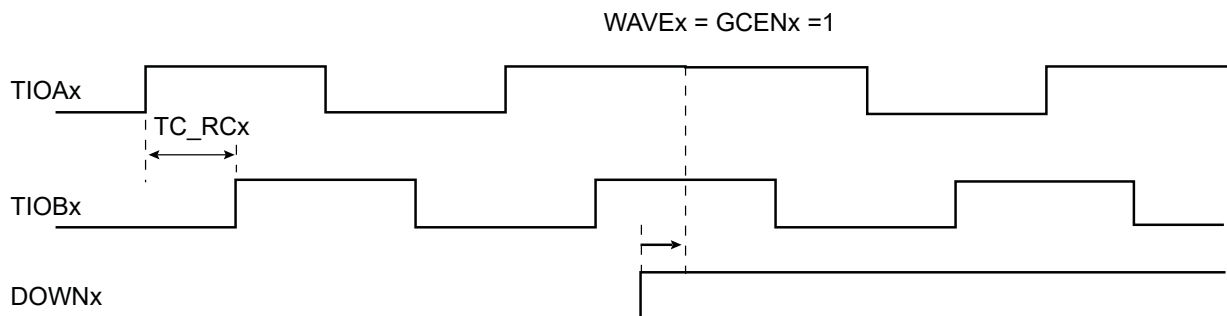 WAVEx = GCENx =1
TIOAx
TC_RCx
TIOBx
DOWNx